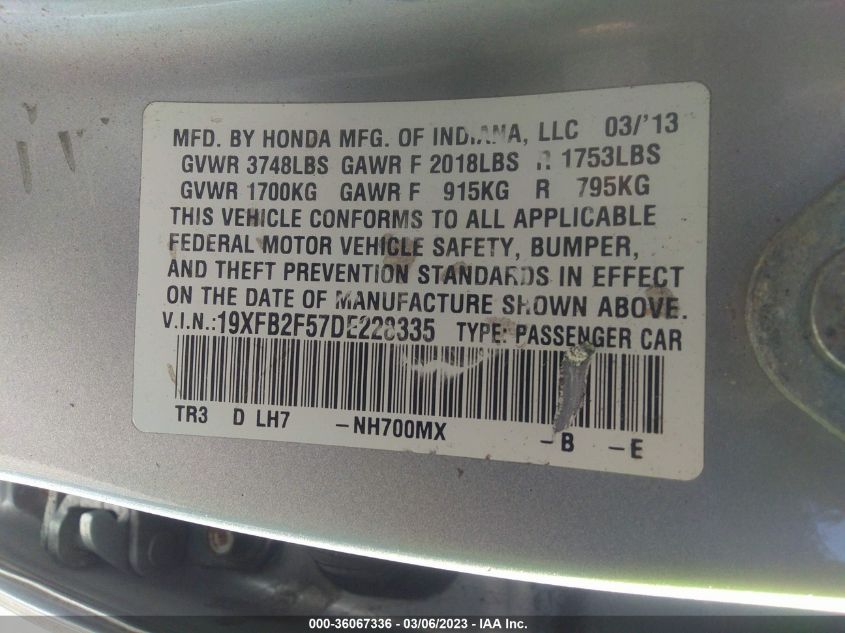 MFD. BY HONDA MFG. OF INDIANA, LLC 03/'13
GVWR 3748LBS GAWR F 2018LBS R 1753LBS
GVWR 1700KG GAWR F 915KG R 795KG
THIS VEHICLE CONFORMS TO ALL APPLICABLE
FEDERAL MOTOR VEHICLE SAFETY, BUMPER,
AND THEFT PREVENTION STANDARDS IN EFFECT
ON THE DATE OF MANUFACTURE SHOWN ABOVE.
V.I.N.:19XFB2F57DE228335 TYPE: PASSENGER CAR
TR3 D LH7 -NH700MX -B -E
000-36067336 - 03/06/2023 - IAA Inc.